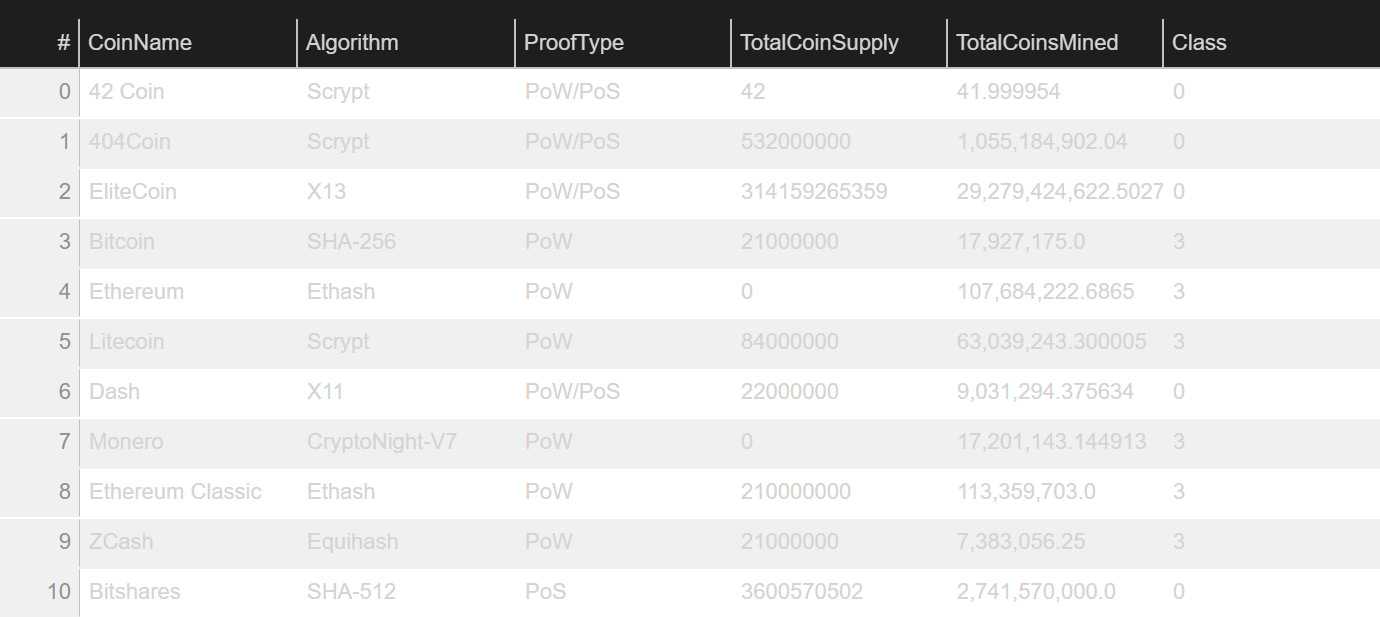 # CoinName Algorithm ProofType TotalCoinSupply TotalCoinsMined Class
0 42 Coin Scrypt PoW/PoS 42 41.999954 0
1 404Coin Scrypt PoW/PoS 532000000 1,055,184,902.04 0
2 EliteCoin X13 PoW/PoS 314159265359 29,279,424,622.5027 0
3 Bitcoin SHA-256 PoW 21000000 17,927,175.0 3
4 Ethereum Ethash PoW 0 107,684,222.6865 3
5 Litecoin Scrypt PoW 84000000 63,039,243.300005 3
6 Dash X11 PoW/PoS 22000000 9,031,294.375634 0
7 Monero CryptoNight-V7 PoW 0 17,201,143.144913 3
8 Ethereum Classic Ethash PoW 210000000 113,359,703.0 3
9 ZCash Equihash PoW 21000000 7,383,056.25 3
10 Bitshares SHA-512 PoS 3600570502 2,741,570,000.0 0